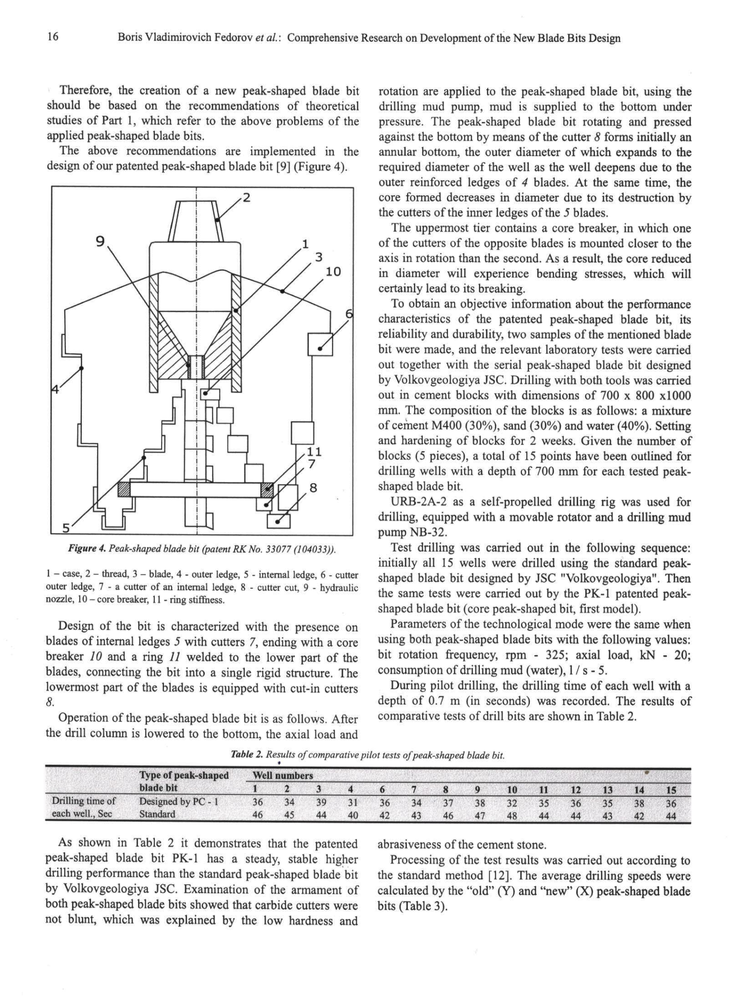 16
Boris Vladimirovich Fedorov et al.: Comprehensive Research on Development of the New Blade Bits Design
Therefore, the creation of a new peak-shaped blade bit
should be based on the recommendations of theoretical
studies of Part 1, which refer to the above problems of the
applied peak-shaped blade bits.
The above recommendations are implemented in the
design of our patented peak-shaped blade bit [9] (Figure 4).
2
9
1
3
10
6
4
11
7
8
5
Figure 4. Peak-shaped blade bit (patent RK No. 33077 (104033)).
1 – case, 2 – thread, 3 – blade, 4 - outer ledge, 5 - internal ledge, 6 - cutter
outer ledge, 7 - a cutter of an internal ledge, 8 - cutter cut, 9 - hydraulic
nozzle, 10 – core breaker, 11 - ring stiffness.
Design of the bit is characterized with the presence on
blades of internal ledges 5 with cutters 7, ending with a core
breaker 10 and a ring 11 welded to the lower part of the
blades, connecting the bit into a single rigid structure. The
lowermost part of the blades is equipped with cut-in cutters
8.
Operation of the peak-shaped blade bit is as follows. After
the drill column is lowered to the bottom, the axial load and
rotation are applied to the peak-shaped blade bit, using the
drilling mud pump, mud is supplied to the bottom under
pressure. The peak-shaped blade bit rotating and pressed
against the bottom by means of the cutter 8 forms initially an
annular bottom, the outer diameter of which expands to the
required diameter of the well as the well deepens due to the
outer reinforced ledges of 4 blades. At the same time, the
core formed decreases in diameter due to its destruction by
the cutters of the inner ledges of the 5 blades.
The uppermost tier contains a core breaker, in which one
of the cutters of the opposite blades is mounted closer to the
axis in rotation than the second. As a result, the core reduced
in diameter will experience bending stresses, which will
certainly lead to its breaking.
To obtain an objective information about the performance
characteristics of the patented peak-shaped blade bit, its
reliability and durability, two samples of the mentioned blade
bit were made, and the relevant laboratory tests were carried
out together with the serial peak-shaped blade bit designed
by Volkovgeologiya JSC. Drilling with both tools was carried
out in cement blocks with dimensions of 700 x 800 x1000
mm. The composition of the blocks is as follows: a mixture
of cement M400 (30%), sand (30%) and water (40%). Setting
and hardening of blocks for 2 weeks. Given the number of
blocks (5 pieces), a total of 15 points have been outlined for
drilling wells with a depth of 700 mm for each tested peak-
shaped blade bit.
URB-2A-2 as a self-propelled drilling rig was used for
drilling, equipped with a movable rotator and a drilling mud
pump NB-32.
Test drilling was carried out in the following sequence:
initially all 15 wells were drilled using the standard peak-
shaped blade bit designed by JSC "Volkovgeologiya". Then
the same tests were carried out by the PK-1 patented peak-
shaped blade bit (core peak-shaped bit, first model).
Parameters of the technological mode were the same when
using both peak-shaped blade bits with the following values:
bit rotation frequency, rpm - 325; axial load, kN - 20;
consumption of drilling mud (water), l / s - 5.
During pilot drilling, the drilling time of each well with a
depth of 0.7 m (in seconds) was recorded. The results of
comparative tests of drill bits are shown in Table 2.
Table 2. Results of comparative pilot tests of peak-shaped blade bit.
Type of peak-shaped Well numbers
blade bit 1 2 3 4 6 7 8 9 10 11 12 13 14 15
Drilling time of Designed by PC - 1 36 34 39 31 36 34 37 38 32 35 36 35 38 36
each well., Sec Standard 46 45 44 40 42 43 46 47 48 44 44 43 42 44
As shown in Table 2 it demonstrates that the patented
peak-shaped blade bit PK-1 has a steady, stable higher
drilling performance than the standard peak-shaped blade bit
by Volkovgeologiya JSC. Examination of the armament of
both peak-shaped blade bits showed that carbide cutters were
not blunt, which was explained by the low hardness and
abrasiveness of the cement stone.
Processing of the test results was carried out according to
the standard method [12]. The average drilling speeds were
calculated by the “old” (Y) and “new” (X) peak-shaped blade
bits (Table 3).